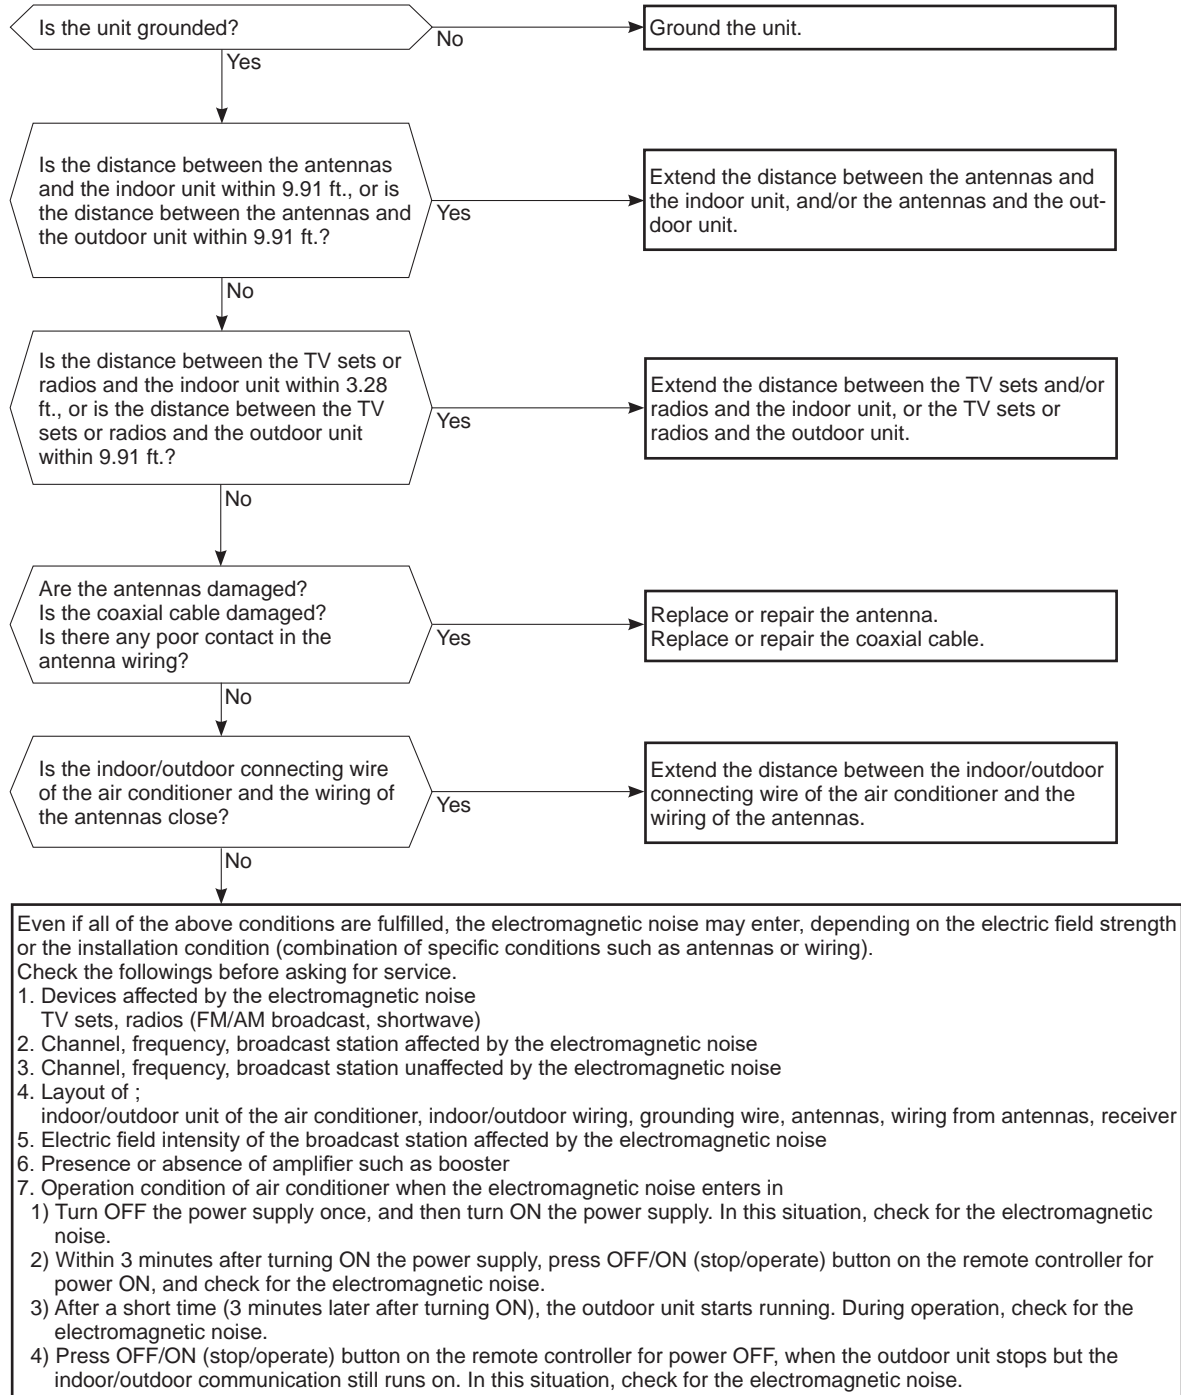 Is the unit grounded?
No
Ground the unit.
Yes
Is the distance between the antennas
and the indoor unit within 9.91 ft., or is
the distance between the antennas and
the outdoor unit within 9.91 ft.?
Yes
Extend the distance between the antennas and
the indoor unit, and/or the antennas and the out-
door unit.
No
Is the distance between the TV sets or
radios and the indoor unit within 3.28
ft., or is the distance between the TV
sets or radios and the outdoor unit
within 9.91 ft.?
Yes
Extend the distance between the TV sets and/or
radios and the indoor unit, or the TV sets or
radios and the outdoor unit.
No
Are the antennas damaged?
Is the coaxial cable damaged?
Is there any poor contact in the
antenna wiring?
Yes
Replace or repair the antenna.
Replace or repair the coaxial cable.
No
Is the indoor/outdoor connecting wire
of the air conditioner and the wiring of
the antennas close?
Yes
Extend the distance between the indoor/outdoor
connecting wire of the air conditioner and the
wiring of the antennas.
No
Even if all of the above conditions are fulfilled, the electromagnetic noise may enter, depending on the electric field strength
or the installation condition (combination of specific conditions such as antennas or wiring).
Check the followings before asking for service.
1. Devices affected by the electromagnetic noise
TV sets, radios (FM/AM broadcast, shortwave)
2. Channel, frequency, broadcast station affected by the electromagnetic noise
3. Channel, frequency, broadcast station unaffected by the electromagnetic noise
4. Layout of ;
indoor/outdoor unit of the air conditioner, indoor/outdoor wiring, grounding wire, antennas, wiring from antennas, receiver
5. Electric field intensity of the broadcast station affected by the electromagnetic noise
6. Presence or absence of amplifier such as booster
7. Operation condition of air conditioner when the electromagnetic noise enters in
1) Turn OFF the power supply once, and then turn ON the power supply. In this situation, check for the electromagnetic
noise.
2) Within 3 minutes after turning ON the power supply, press OFF/ON (stop/operate) button on the remote controller for
power ON, and check for the electromagnetic noise.
3) After a short time (3 minutes later after turning ON), the outdoor unit starts running. During operation, check for the
electromagnetic noise.
4) Press OFF/ON (stop/operate) button on the remote controller for power OFF, when the outdoor unit stops but the
indoor/outdoor communication still runs on. In this situation, check for the electromagnetic noise.